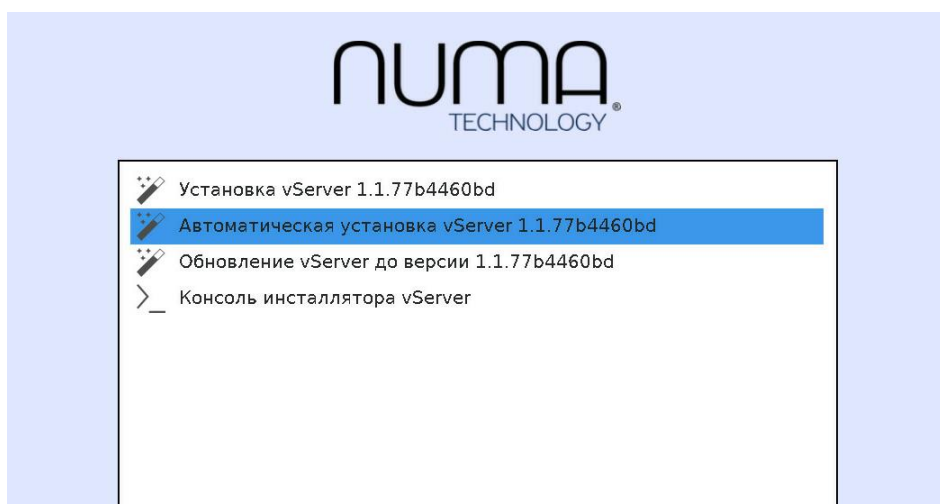 numa
TECHNOLOGY®
Установка vServer 1.1.77b4460bd
Автоматическая установка vServer 1.1.77b4460bd
Обновление vServer до версии 1.1.77b4460bd
Консоль инсталлятора vServer